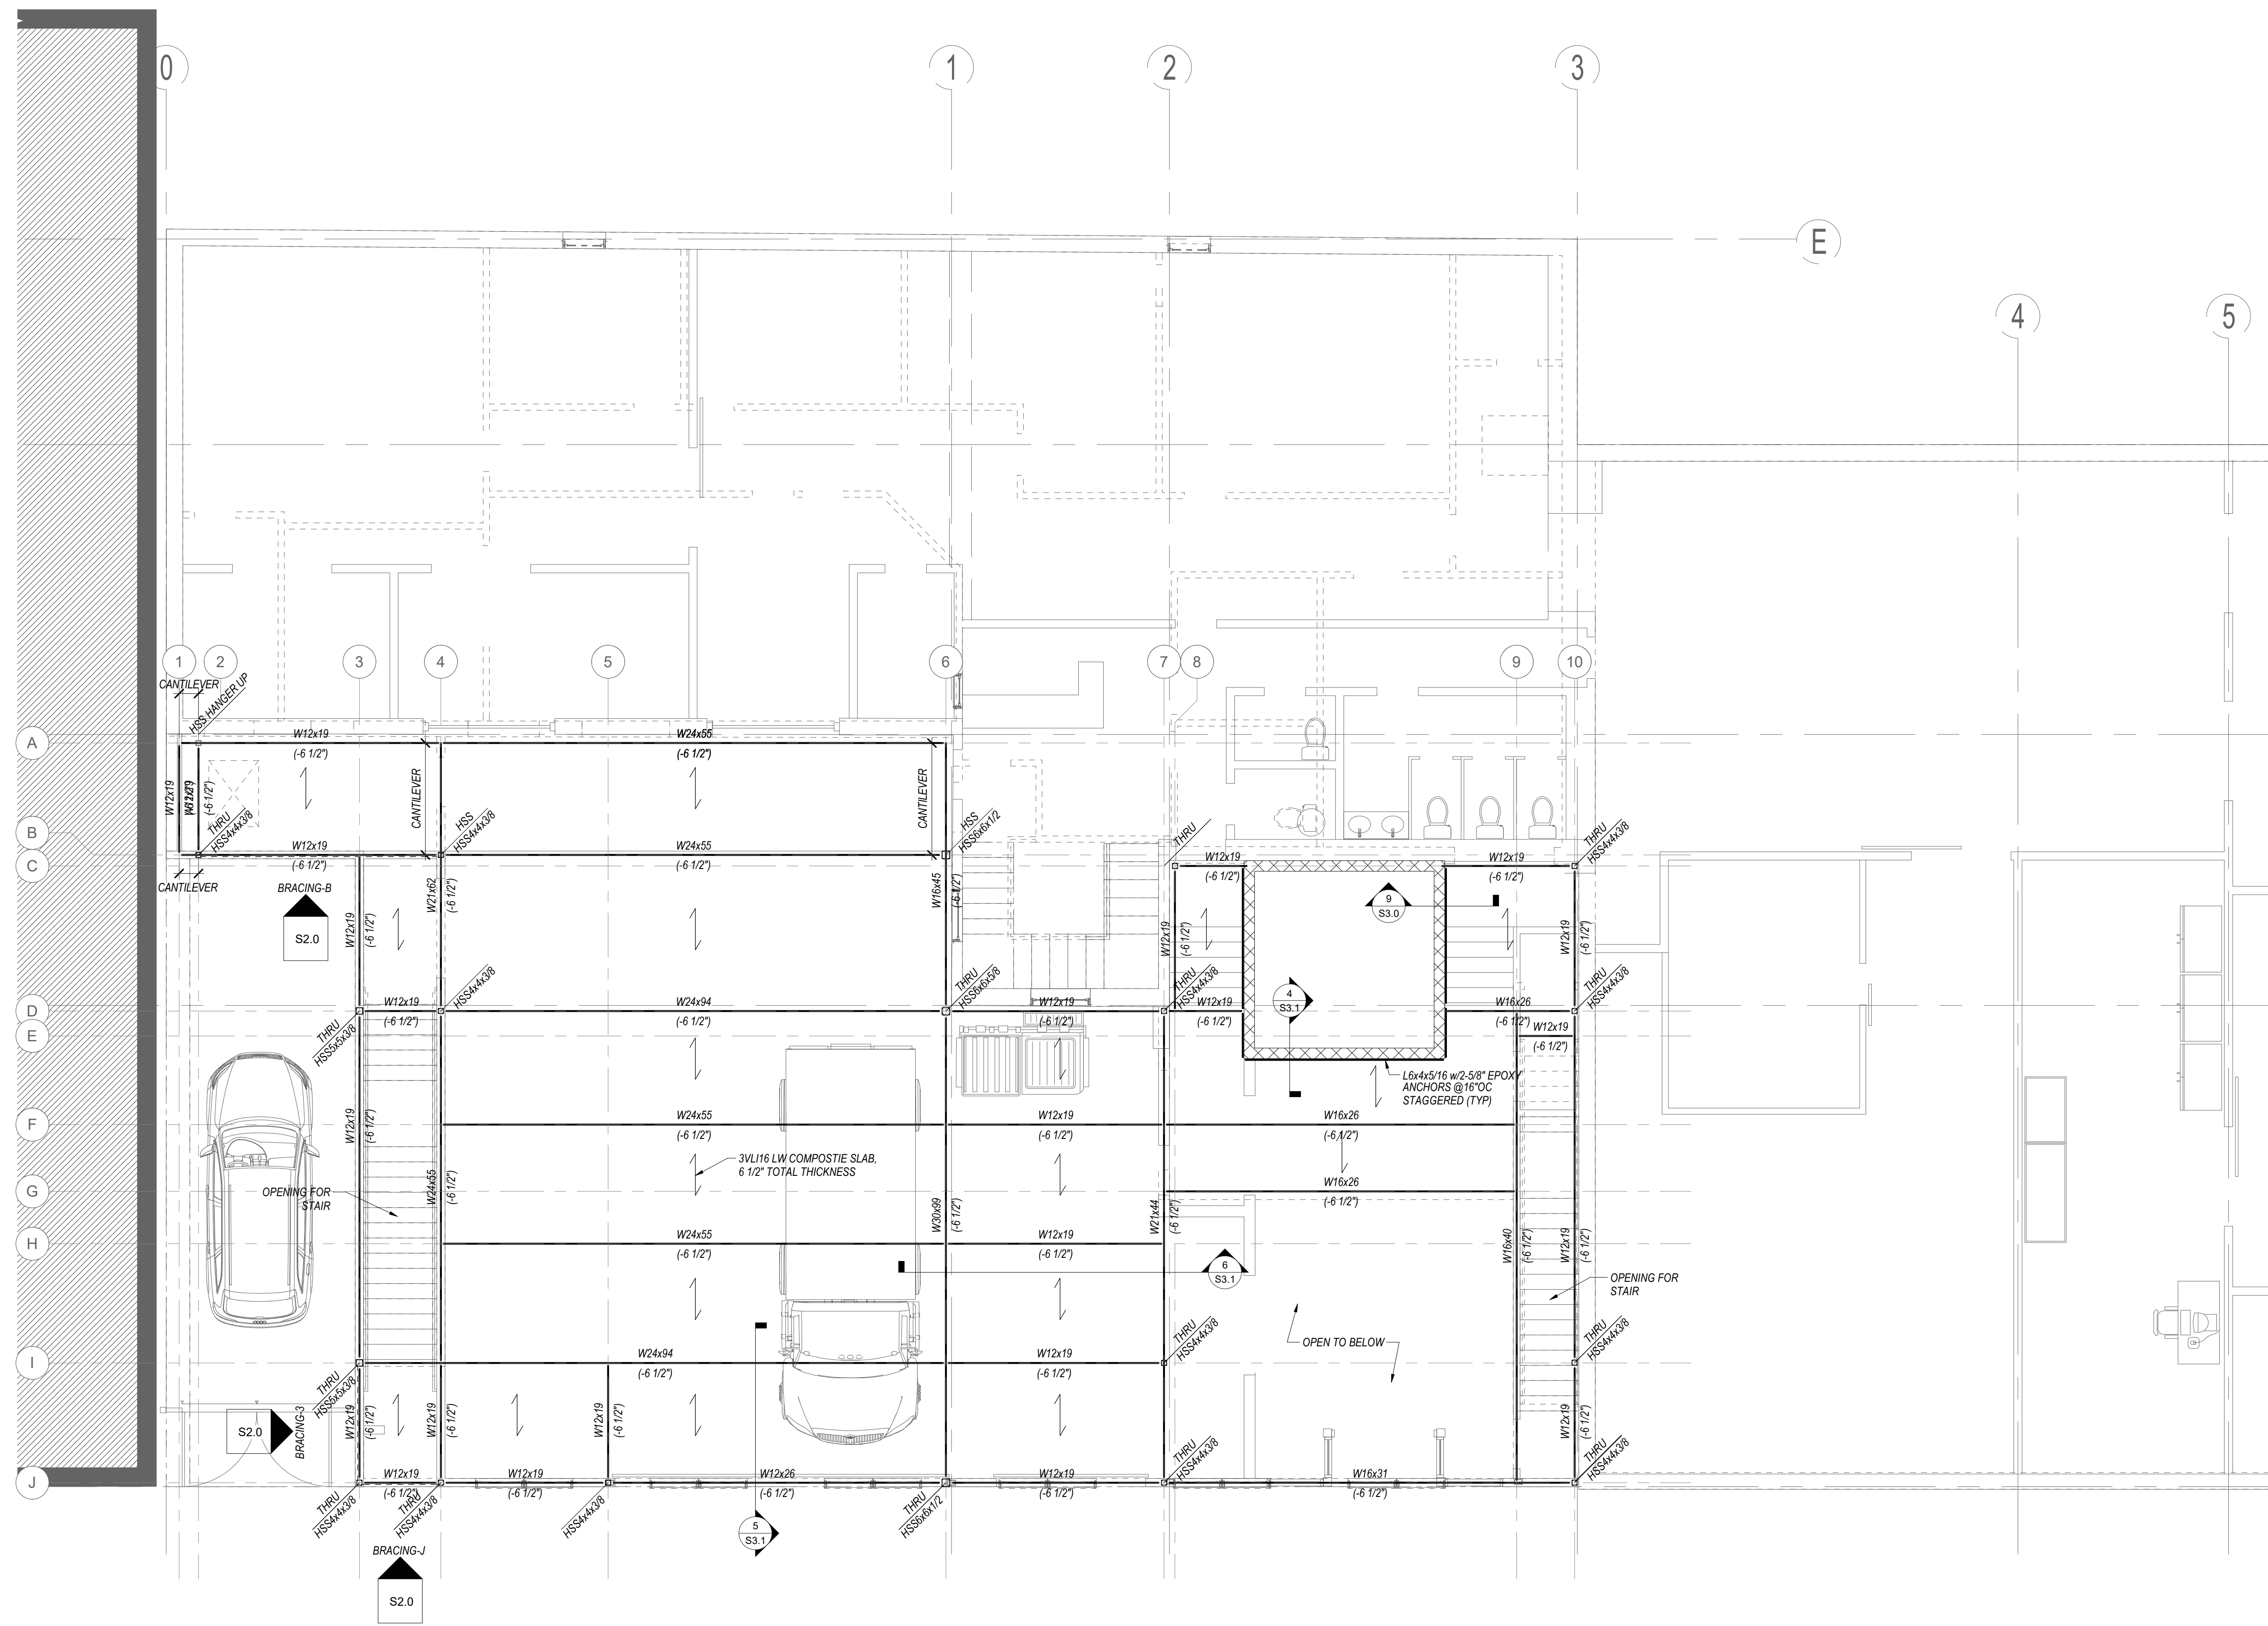 0
1
2
3
E
4
5
1
2
3
4
5
6
7
8
9
10
CANTILEVER
HSS HANGER UP
A
W12x19
(-6 1/2")
W24x55
(-6 1/2")
W12x19
(-6 1/2")
CANTILEVER
CANTILEVER
B
THRU
HSS4x4x3/8
HSS
HSS4x4x3/8
HSS
HSS6x6x1/2
THRU
THRU
HSS4x4x3/8
W12x19
(-6 1/2")
W24x55
(-6 1/2")
C
W12x19
(-6 1/2")
W12x19
(-6 1/2")
CANTILEVER
BRACING-B
S2.0
W12x19
(-6 1/2")
W21x62
(-6 1/2")
W16x45
(-6 1/2")
W12x19
(-6 1/2")
9
S3.0
W12x19
(-6 1/2")
HSS4x4x3/8
THRU
HSS6x6x5/8
THRU
HSS4x4x3/8
THRU
HSS4x4x3/8
4
S3.1
D
W12x19
(-6 1/2")
W24x94
(-6 1/2")
W12x19
(-6 1/2")
W12x19
(-6 1/2")
W16x26
(-6 1/2")
E
THRU
HSS5x5x3/8
W12x19
(-6 1/2")
L6x4x5/16 w/2-5/8" EPOXY
ANCHORS @16"OC
STAGGERED (TYP)
F
W12x19
(-6 1/2")
W24x55
(-6 1/2")
W12x19
(-6 1/2")
W16x26
(-6 1/2")
3VLI16 LW COMPOSTIE SLAB,
6 1/2" TOTAL THICKNESS
G
OPENING FOR
STAIR
W24x55
(-6 1/2")
W30x99
(-6 1/2")
W21x44
(-6 1/2")
W16x26
(-6 1/2")
H
W24x55
(-6 1/2")
W12x19
(-6 1/2")
W16x40
(-6 1/2")
W12x19
(-6 1/2")
6
S3.1
OPENING FOR
STAIR
OPEN TO BELOW
THRU
HSS4x4x3/8
THRU
HSS4x4x3/8
I
W24x94
(-6 1/2")
W12x19
(-6 1/2")
THRU
HSS5x5x3/8
S2.0
BRACING-3
W12x19
(-6 1/2")
W12x19
(-6 1/2")
W12x19
(-6 1/2")
W12x19
(-6 1/2")
THRU
HSS4x4x3/8
THRU
HSS4x4x3/8
J
W12x19
(-6 1/2")
W12x19
(-6 1/2")
W12x26
(-6 1/2")
W12x19
(-6 1/2")
W16x31
(-6 1/2")
THRU
HSS4x4x3/8
THRU
HSS4x4x3/8
HSS4x4x3/8
THRU
HSS6x6x1/2
5
S3.1
BRACING-J
S2.0